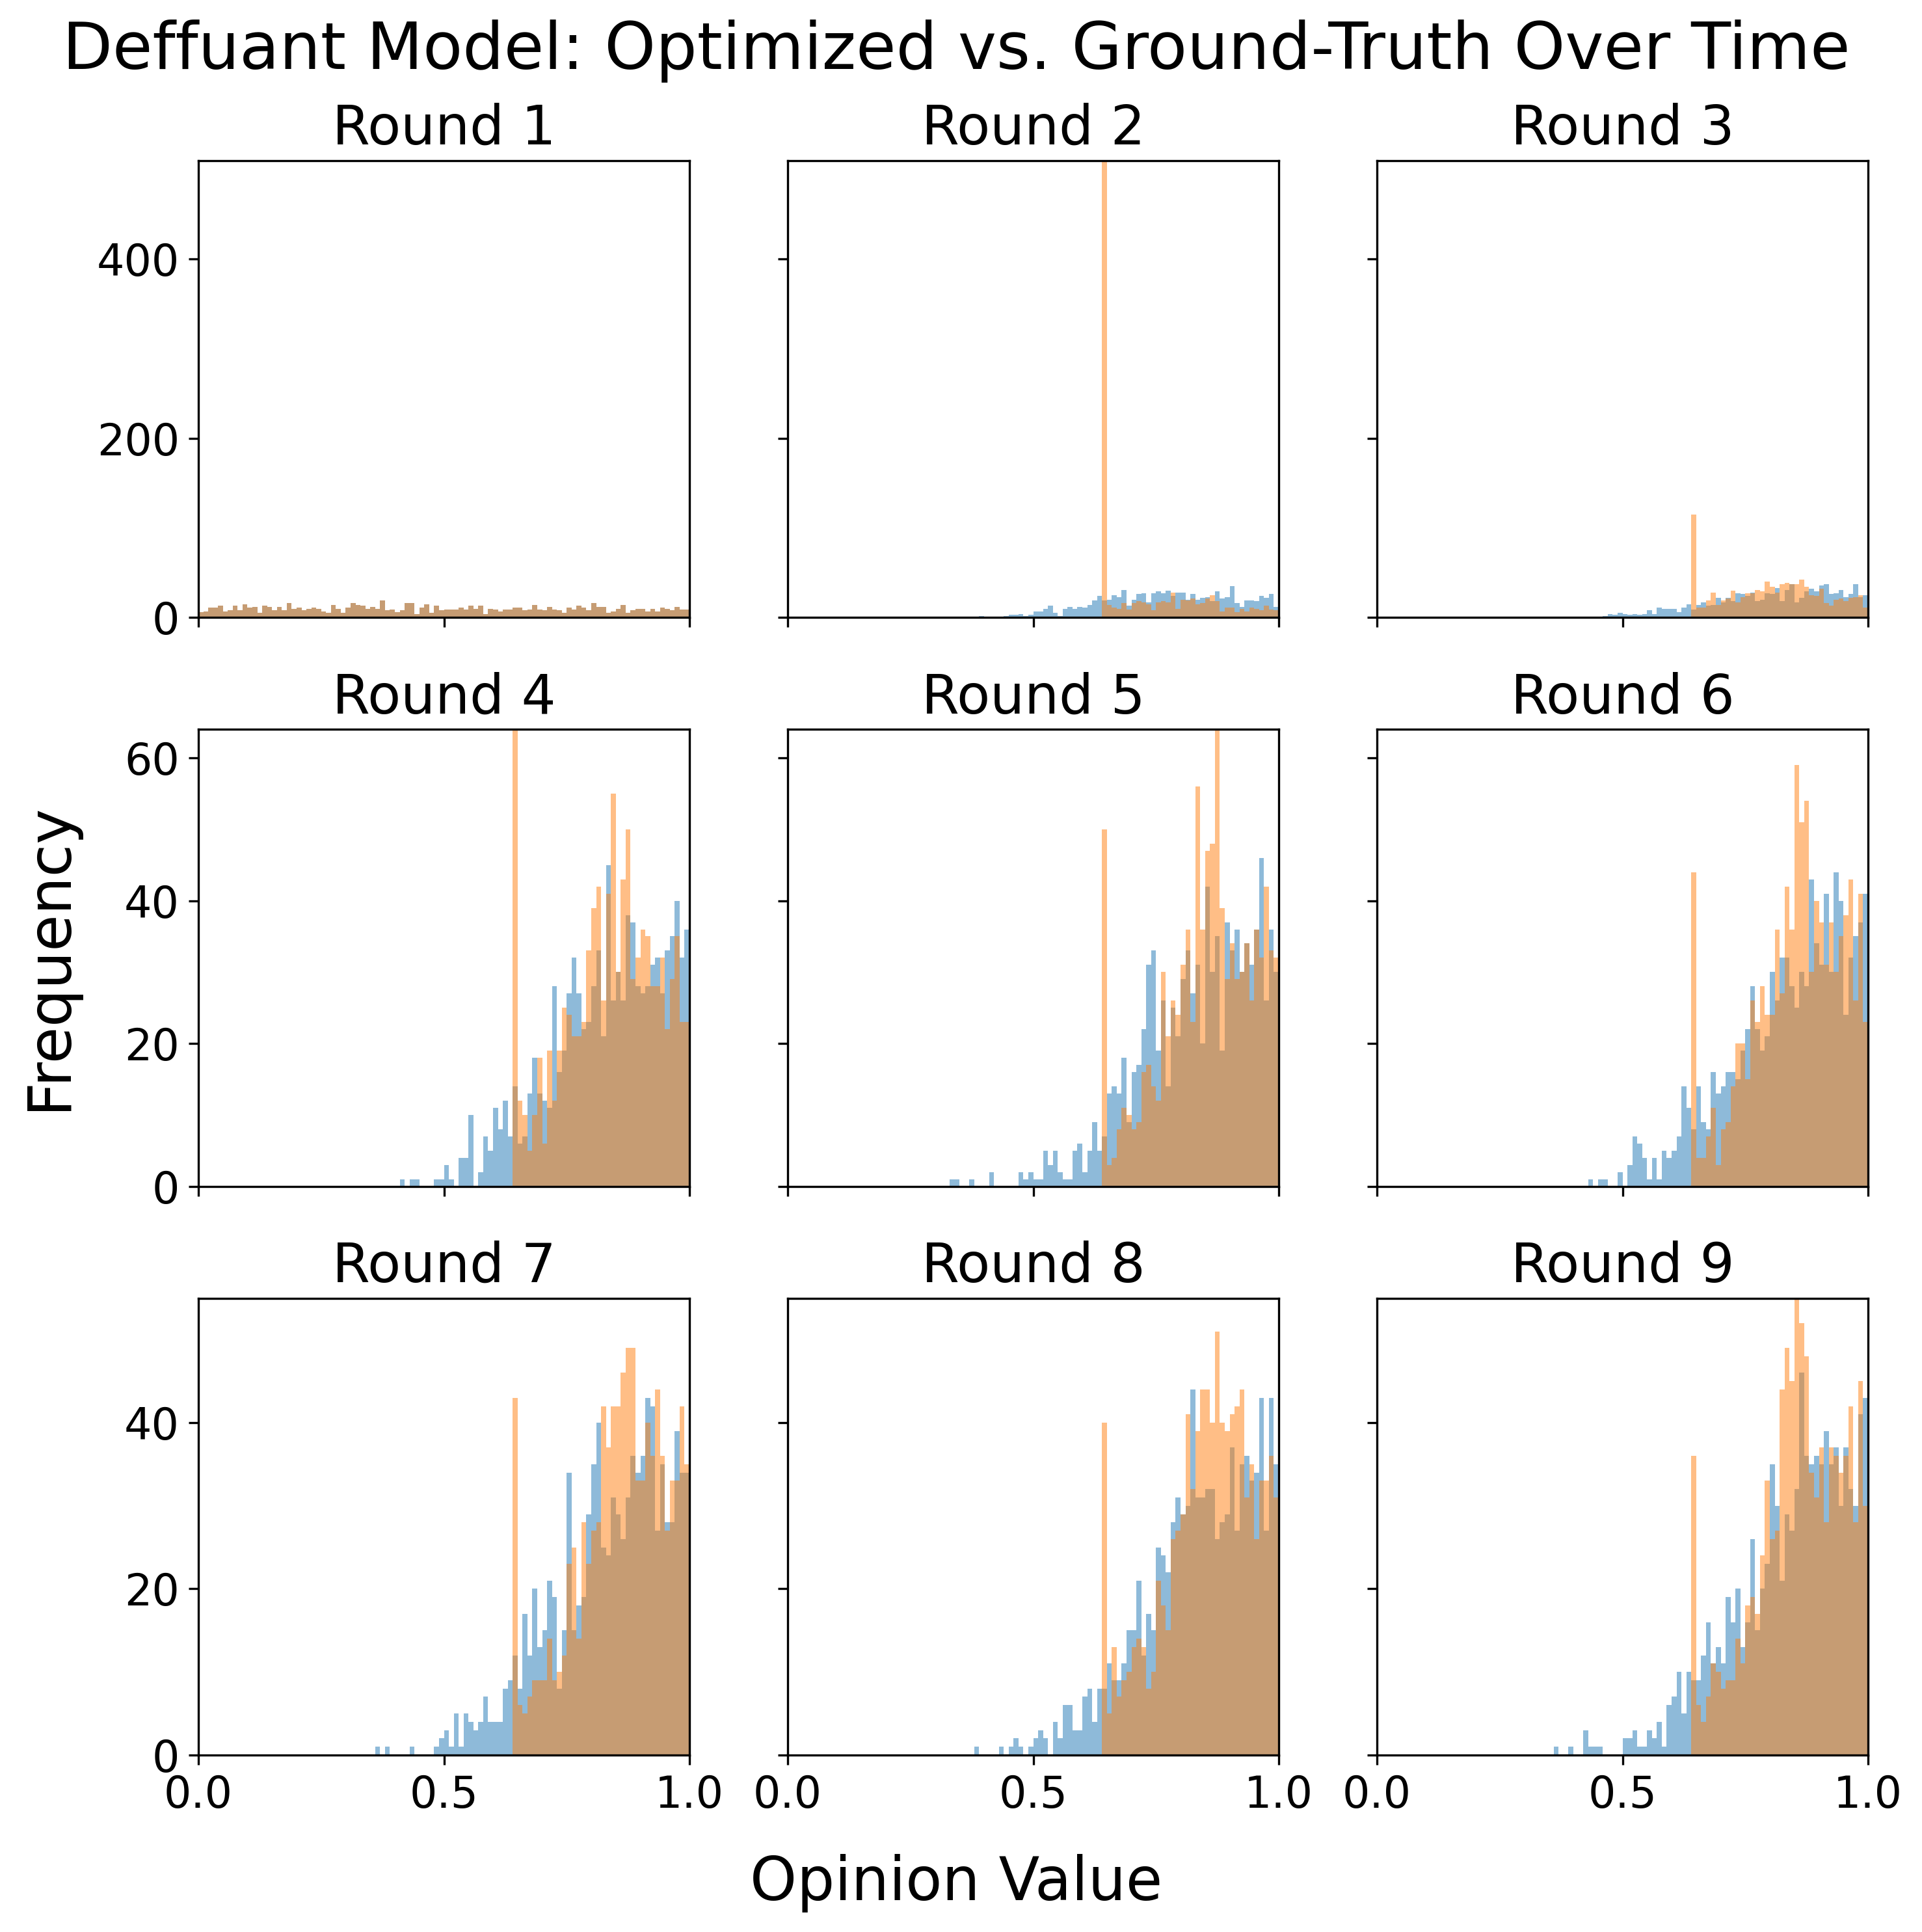 Deffuant Model: Optimized vs. Ground-Truth Over Time
Round 1
Round 2
Round 3
400
200
0
Round 4
Round 5
Round 6
60
40
20
0
Frequency
Round 7
Round 8
Round 9
40
20
0
0.0 0.5 1.0 0.0 0.5 1.0 0.0 0.5 1.0
Opinion Value